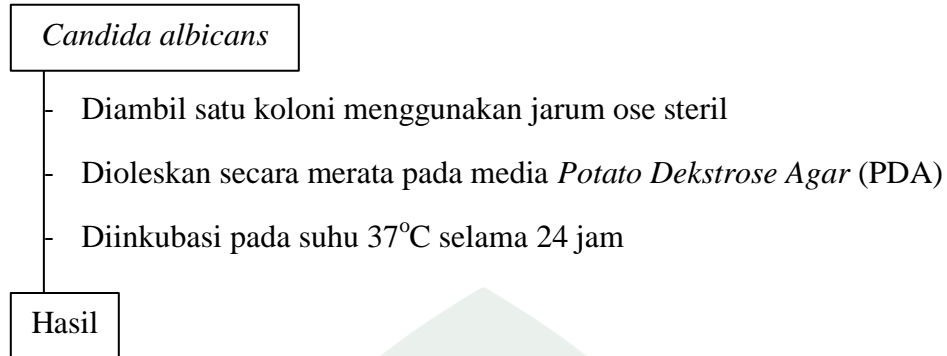 Candida albicans
- Diambil satu koloni menggunakan jarum ose steril
- Dioleskan secara merata pada media Potato Dekstrose Agar (PDA)
- Diinkubasi pada suhu 37°C selama 24 jam
Hasil